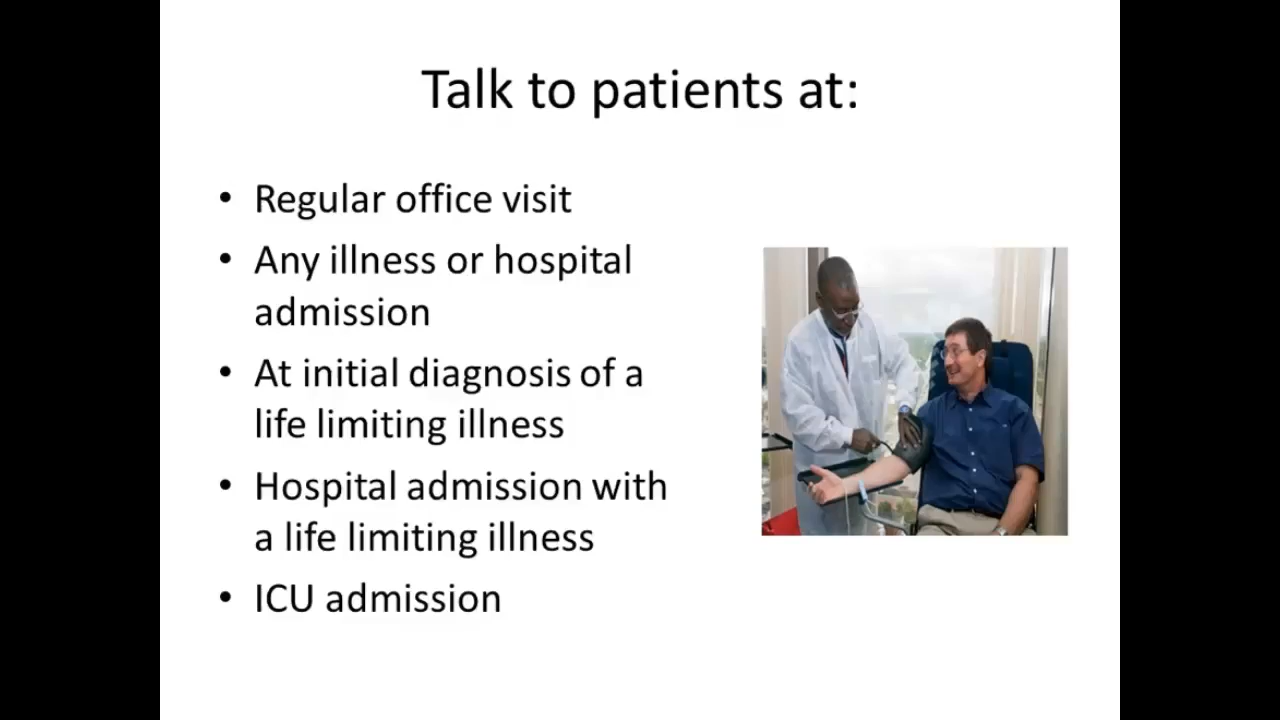 Talk to patients at:
• Regular office visit
• Any illness or hospital
admission
• At initial diagnosis of a
life limiting illness
• Hospital admission with
a life limiting illness
• ICU admission